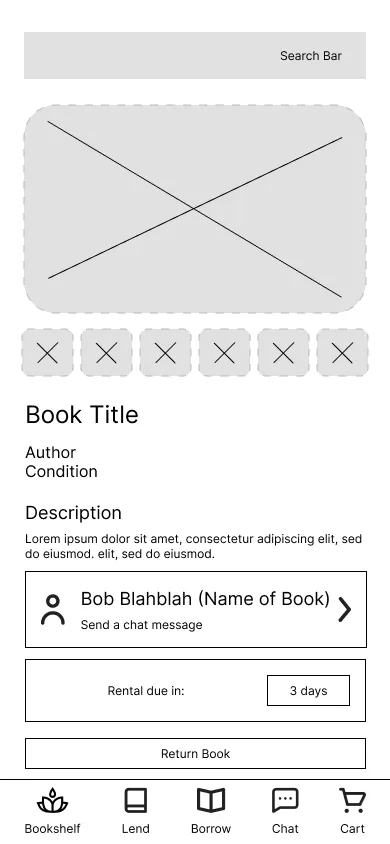 Search Bar
Book Title
Author
Condition
Description
Lorem ipsum dolor sit amet, consectetur adipiscing elit, sed
do eiusmod. elit, sed do eiusmod.
Bob Blahblah (Name of Book)
Send a chat message
Rental due in: 3 days
Return Book
Bookshelf Lend Borrow Chat Cart